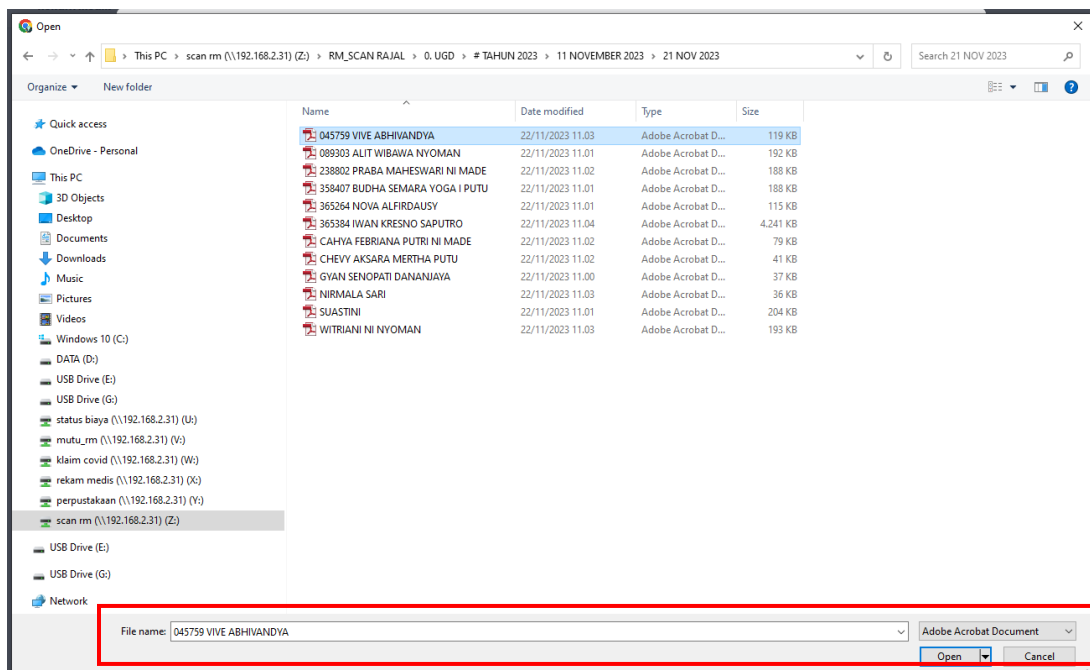 Open
This PC > scan rm (\\192.168.2.31) (Z:) > RM_SCAN RAJAL > 0. UGD > # TAHUN 2023 > 11 NOVEMBER 2023 > 21 NOV 2023
Search 21 NOV 2023
Organize New folder
Name Date modified Type Size
045759 VIVE ABHIVANDYA 22/11/2023 11.03 Adobe Acrobat D... 119 KB
089303 ALIT WIBAWA NYOMAN 22/11/2023 11.01 Adobe Acrobat D... 192 KB
238802 PRABA MAHESWARI NI MADE 22/11/2023 11.02 Adobe Acrobat D... 188 KB
358407 BUDHA SEMARA YOGA I PUTU 22/11/2023 11.01 Adobe Acrobat D... 188 KB
365264 NOVA ALFIRDAUSY 22/11/2023 11.01 Adobe Acrobat D... 115 KB
365384 IWAN KRESNO SAPUTRO 22/11/2023 11.04 Adobe Acrobat D... 4.241 KB
CAHYA FEBRIANA PUTRI NI MADE 22/11/2023 11.02 Adobe Acrobat D... 79 KB
CHEVY AKSARA MERTHA PUTU 22/11/2023 11.02 Adobe Acrobat D... 41 KB
GYAN SENOPATI DANANJAYA 22/11/2023 11.00 Adobe Acrobat D... 37 KB
NIRMALA SARI 22/11/2023 11.03 Adobe Acrobat D... 36 KB
SUASTINI 22/11/2023 11.01 Adobe Acrobat D... 204 KB
WITRIANI NI NYOMAN 22/11/2023 11.03 Adobe Acrobat D... 193 KB
Quick access
OneDrive - Personal
This PC
3D Objects
Desktop
Documents
Downloads
Music
Pictures
Videos
Windows 10 (C:)
DATA (D:)
USB Drive (E:)
USB Drive (G:)
status biaya (\\192.168.2.31) (U:)
mutu_rm (\\192.168.2.31) (V:)
klaim covid (\\192.168.2.31) (W:)
rekam medis (\\192.168.2.31) (X:)
perpustakaan (\\192.168.2.31) (Y:)
scan rm (\\192.168.2.31) (Z:)
USB Drive (E:)
USB Drive (G:)
Network
File name: 045759 VIVE ABHIVANDYA Adobe Acrobat Document
Open Cancel